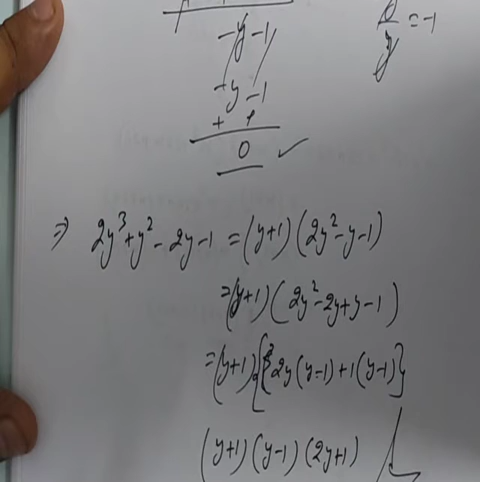 -y-1
y = -1
-y-1
+ +
0 ✓
⇒ 2y³+y²-2y-1 = (y+1)(2y²-y-1)
=(y+1)(2y²-2y+y-1)
=(y+1){2y(y-1)+1(y-1)}
(y+1)(y-1)(2y+1)